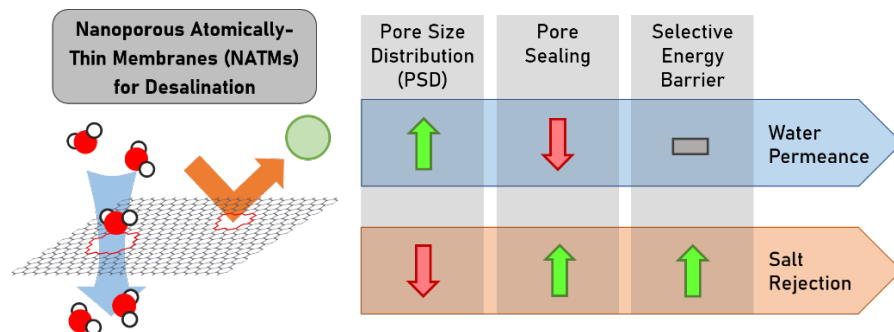 Nanoporous Atomically-
Thin Membranes (NATMs)
for Desalination
Pore Size
Distribution
(PSD)
Pore
Sealing
Selective
Energy
Barrier
Water
Permeance
Salt
Rejection